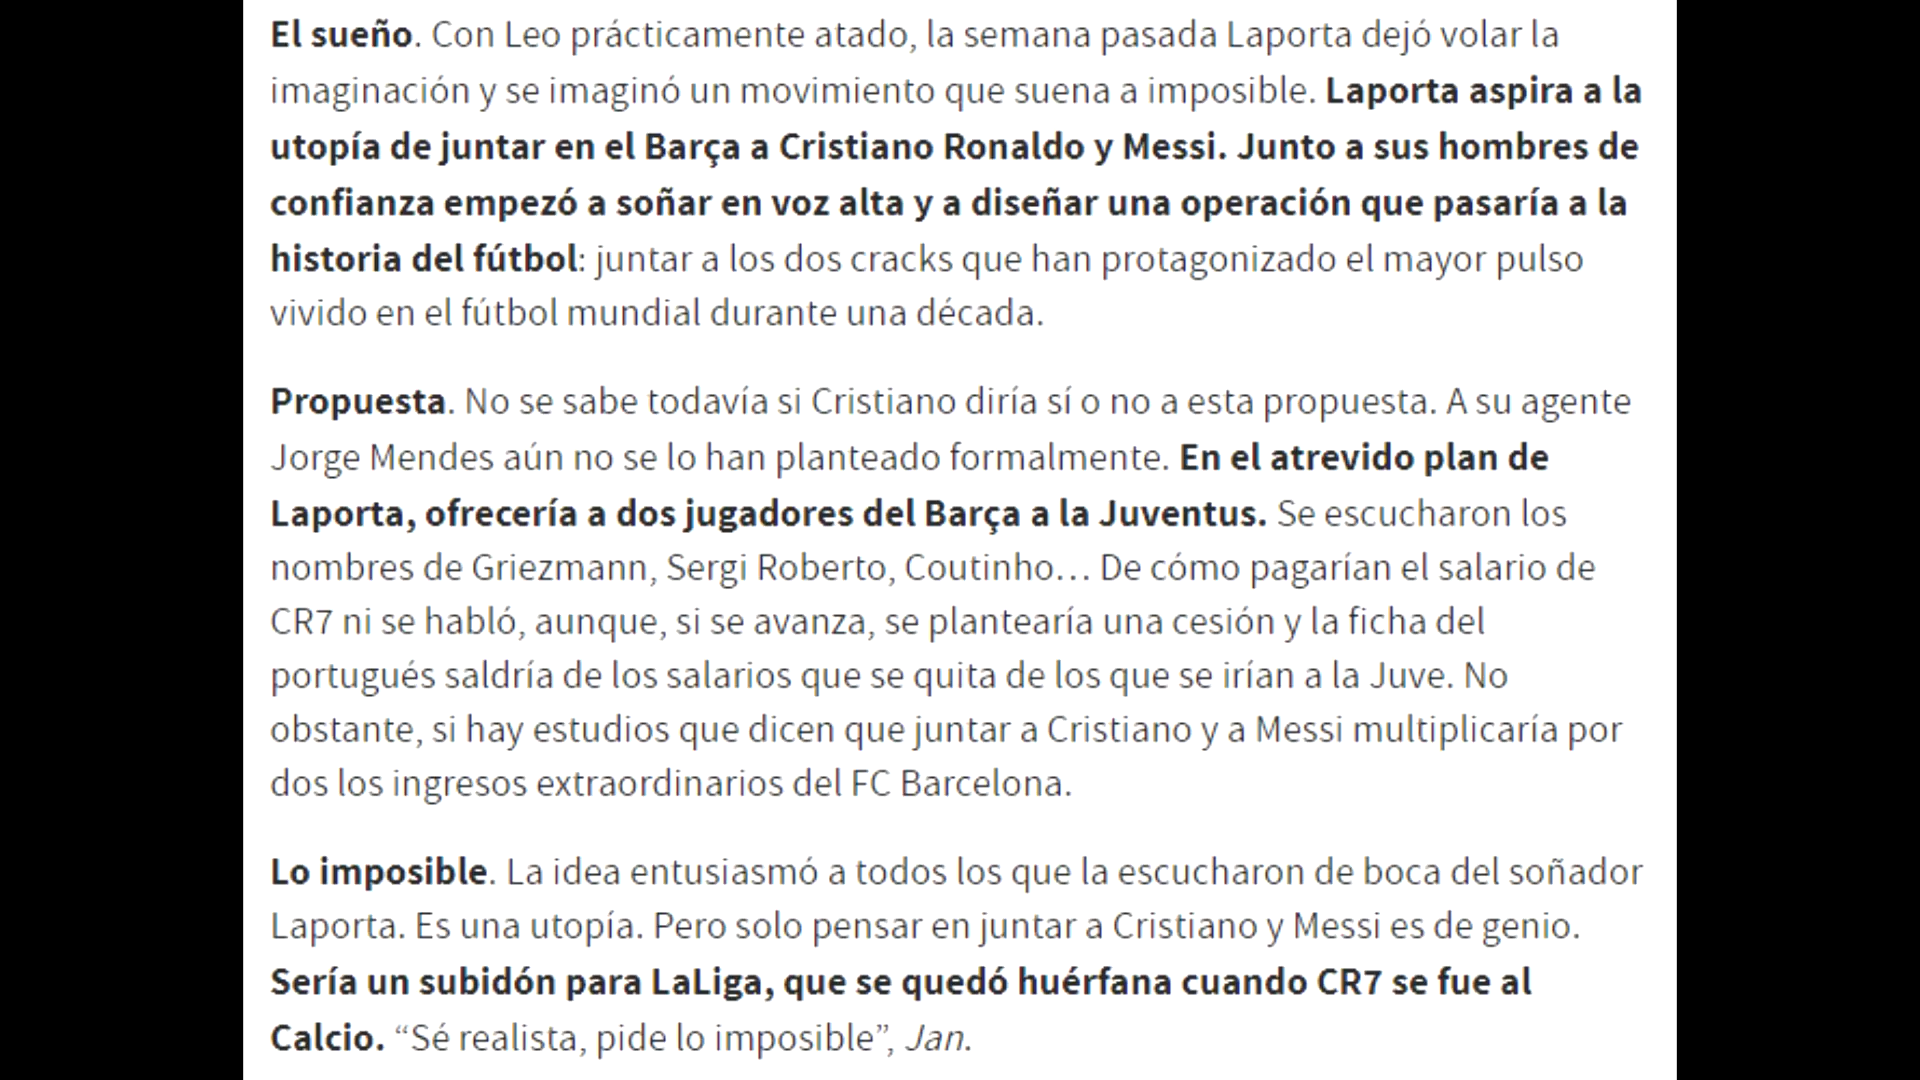 El sueño. Con Leo prácticamente atado, la semana pasada Laporta dejó volar la
imaginación y se imaginó un movimiento que suena a imposible. Laporta aspira a la
utopía de juntar en el Barça a Cristiano Ronaldo y Messi. Junto a sus hombres de
confianza empezó a soñar en voz alta y a diseñar una operación que pasaría a la
historia del fútbol: juntar a los dos cracks que han protagonizado el mayor pulso
vivido en el fútbol mundial durante una década.
Propuesta. No se sabe todavía si Cristiano diría sí o no a esta propuesta. A su agente
Jorge Mendes aún no se lo han planteado formalmente. En el atrevido plan de
Laporta, ofrecería a dos jugadores del Barça a la Juventus. Se escucharon los
nombres de Griezmann, Sergi Roberto, Coutinho… De cómo pagarían el salario de
CR7 ni se habló, aunque, si se avanza, se plantearía una cesión y la ficha del
portugués saldría de los salarios que se quita de los que se irían a la Juve. No
obstante, si hay estudios que dicen que juntar a Cristiano y a Messi multiplicaría por
dos los ingresos extraordinarios del FC Barcelona.
Lo imposible. La idea entusiasmó a todos los que la escucharon de boca del soñador
Laporta. Es una utopía. Pero solo pensar en juntar a Cristiano y Messi es de genio.
Sería un subidón para LaLiga, que se quedó huérfana cuando CR7 se fue al
Calcio. “Sé realista, pide lo imposible”, Jan.